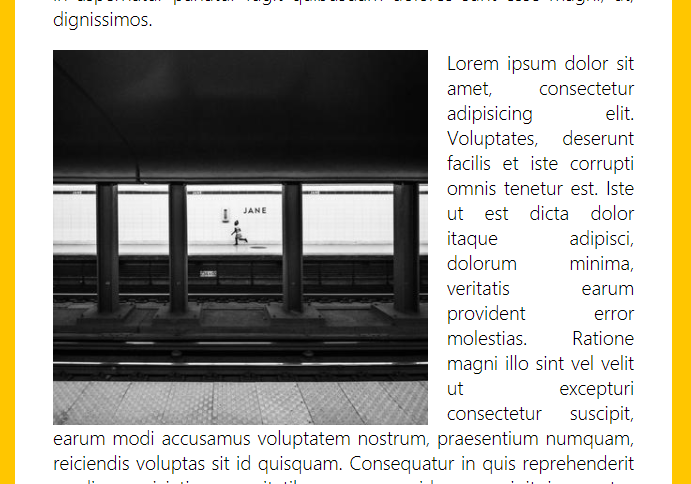 dignissimos.
JANE
Lorem ipsum dolor sit
amet, consectetur
adipisicing elit.
Voluptates, deserunt
facilis et iste corrupti
omnis tenetur est. Iste
ut est dicta dolor
itaque adipisci,
dolorum minima,
veritatis earum
provident error
molestias. Ratione
magni illo sint vel velit
ut excepturi
consectetur suscipit,
earum modi accusamus voluptatem nostrum, praesentium numquam,
reiciendis voluptas sit id quisquam. Consequatur in quis reprehenderit